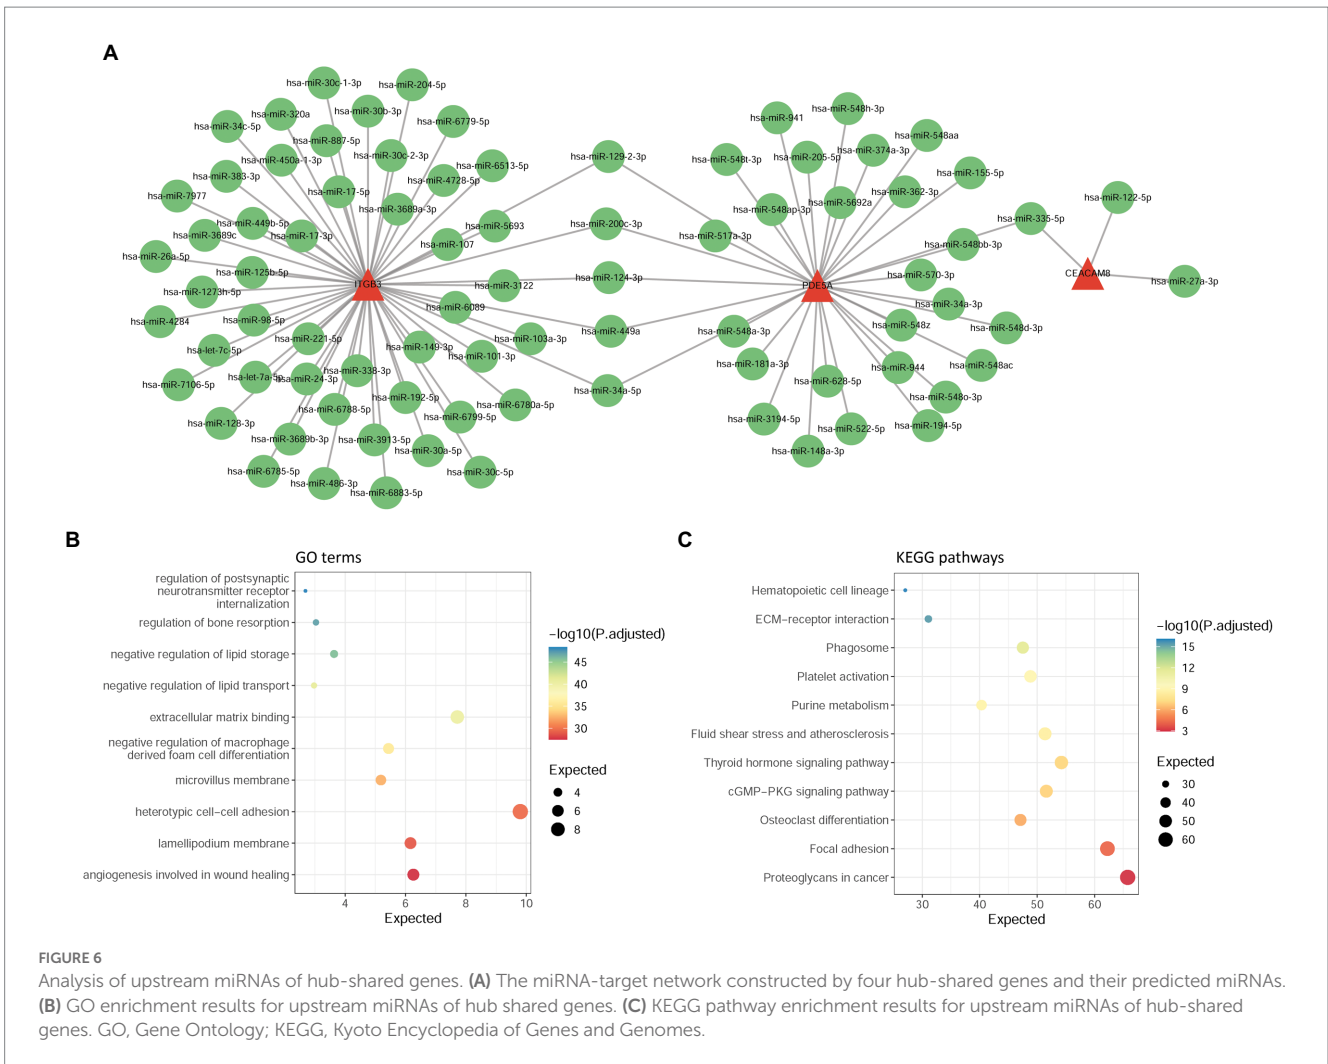 A
hsa-miR-30c-1-3p
hsa-miR-204-5p
hsa-miR-320a
hsa-miR-30b-3p
hsa-miR-34c-5p
hsa-miR-6779-5p
hsa-miR-887-5p
hsa-miR-450a-1-3p
hsa-miR-30c-2-3p
hsa-miR-6513-5p
hsa-miR-383-3p
hsa-miR-4728-5p
hsa-miR-7977
hsa-miR-17-5p
hsa-miR-3689a-3p
hsa-miR-449b-5p
hsa-miR-3689c
hsa-miR-17-3p
hsa-miR-5693
hsa-miR-107
hsa-miR-26a-5p
hsa-miR-125b-5p
hsa-miR-1273h-5p
ITGB3
hsa-miR-3122
hsa-miR-6089
hsa-miR-4284
hsa-miR-98-5p
hsa-miR-221-5p
hsa-miR-103a-3p
hsa-let-7c-5p
hsa-miR-149-3p
hsa-miR-101-3p
hsa-miR-7106-5p
hsa-let-7a-5p
hsa-miR-24-3p
hsa-miR-338-3p
hsa-miR-192-5p
hsa-miR-6780a-5p
hsa-miR-128-3p
hsa-miR-6788-5p
hsa-miR-6799-5p
hsa-miR-3689b-3p
hsa-miR-3913-5p
hsa-miR-30a-5p
hsa-miR-6785-5p
hsa-miR-486-3p
hsa-miR-6883-5p
hsa-miR-30c-5p
hsa-miR-129-2-3p
hsa-miR-200c-3p
hsa-miR-124-3p
hsa-miR-449a
hsa-miR-34a-5p
hsa-miR-941
hsa-miR-548h-3p
hsa-miR-548aa
hsa-miR-548t-3p
hsa-miR-205-5p
hsa-miR-374a-3p
hsa-miR-155-5p
hsa-miR-362-3p
hsa-miR-548ap-3p
hsa-miR-5692a
hsa-miR-517a-3p
hsa-miR-548bb-3p
hsa-miR-335-5p
hsa-miR-122-5p
PDE5A
hsa-miR-570-3p
CEACAM8
hsa-miR-27a-3p
hsa-miR-34a-3p
hsa-miR-548a-3p
hsa-miR-548z
hsa-miR-548d-3p
hsa-miR-181a-3p
hsa-miR-944
hsa-miR-548ac
hsa-miR-628-5p
hsa-miR-548o-3p
hsa-miR-3194-5p
hsa-miR-522-5p
hsa-miR-194-5p
hsa-miR-148a-3p
B
GO terms
regulation of postsynaptic
neurotransmitter receptor
internalization
regulation of bone resorption
negative regulation of lipid storage
negative regulation of lipid transport
extracellular matrix binding
negative regulation of macrophage
derived foam cell differentiation
microvillus membrane
heterotypic cell−cell adhesion
lamellipodium membrane
angiogenesis involved in wound healing
4 6 8 10
Expected
−log10(P.adjusted)
45
40
35
30
Expected
4
6
8
C
KEGG pathways
Hematopoietic cell lineage
ECM−receptor interaction
Phagosome
Platelet activation
Purine metabolism
Fluid shear stress and atherosclerosis
Thyroid hormone signaling pathway
cGMP−PKG signaling pathway
Osteoclast differentiation
Focal adhesion
Proteoglycans in cancer
30 40 50 60
Expected
−log10(P.adjusted)
15
12
9
6
3
Expected
30
40
50
60
FIGURE 6
Analysis of upstream miRNAs of hub-shared genes. (A) The miRNA-target network constructed by four hub-shared genes and their predicted miRNAs.
(B) GO enrichment results for upstream miRNAs of hub shared genes. (C) KEGG pathway enrichment results for upstream miRNAs of hub-shared
genes. GO, Gene Ontology; KEGG, Kyoto Encyclopedia of Genes and Genomes.